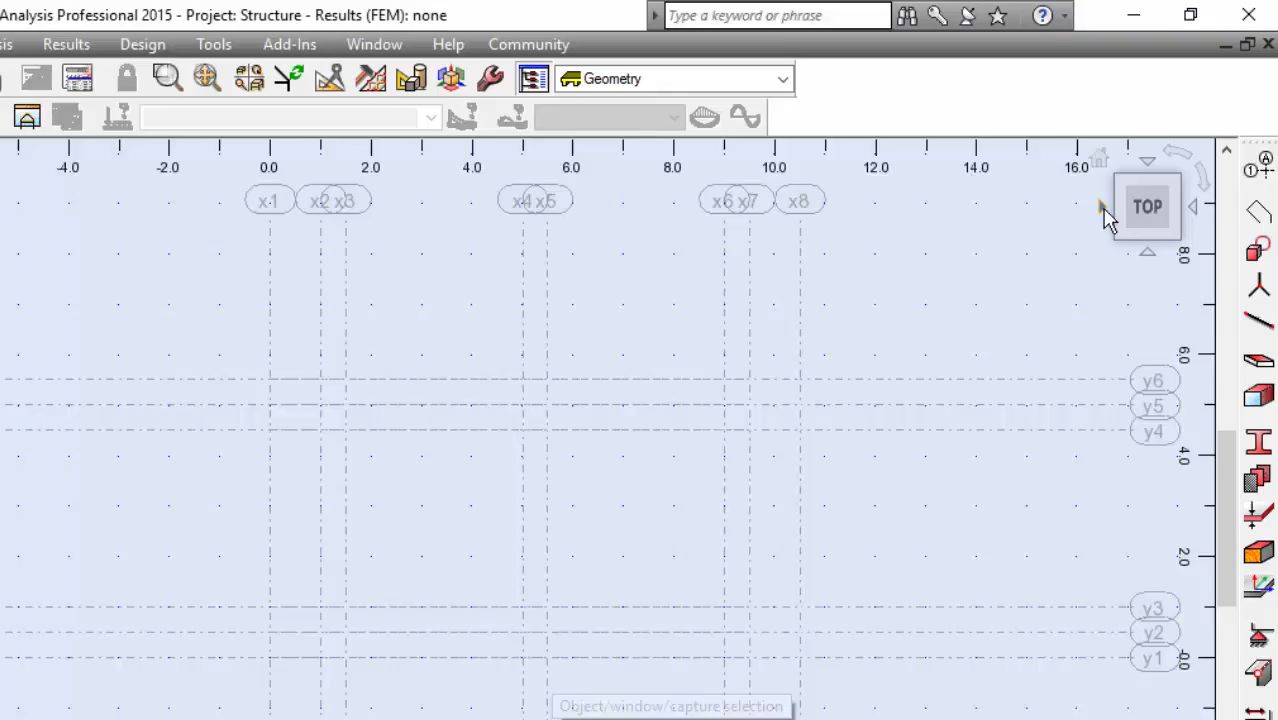 Analysis Professional 2015 - Project: Structure - Results (FEM): none
Type a keyword or phrase
sis Results Design Tools Add-Ins Window Help Community
Geometry
-4.0 -2.0 0.0 2.0 4.0 6.0 8.0 10.0 12.0 14.0 16.0
x1 x2 x3 x4 x5 x6 x7 x8
TOP
8.0
6.0
y6
y5
y4
4.0
2.0
y3
y2
y1
0.0
Object/window/capture selection